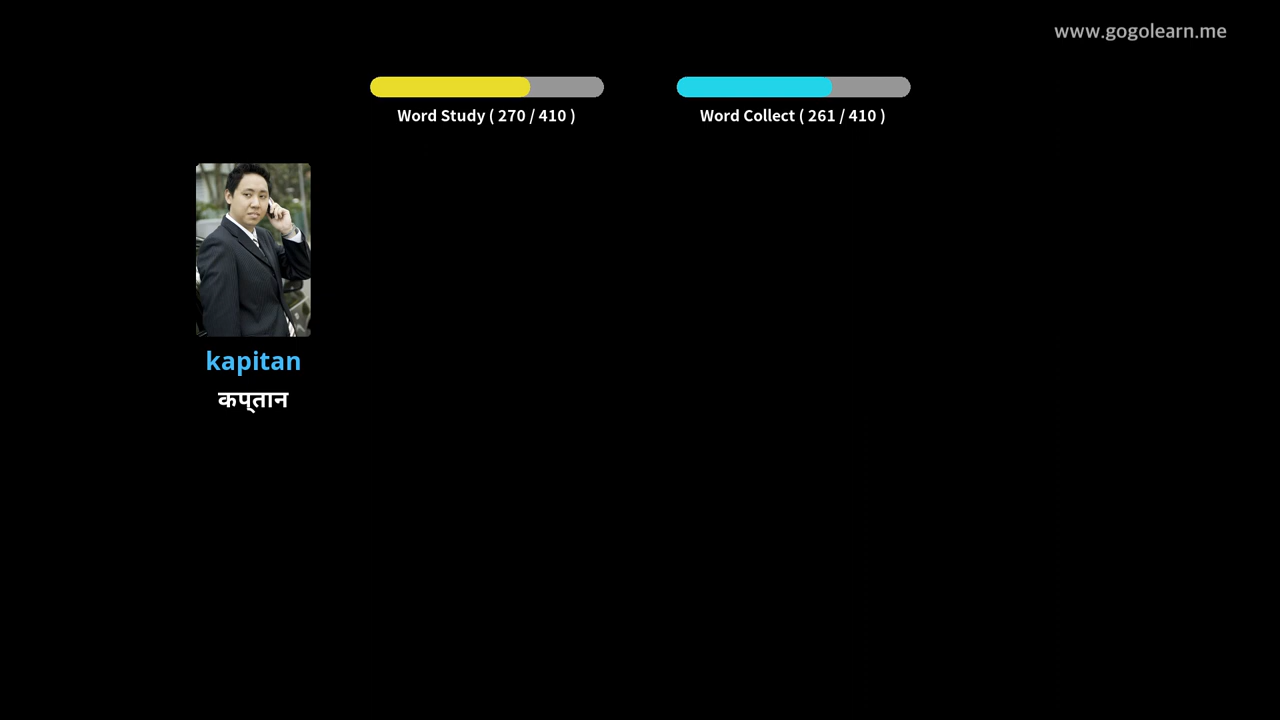 www.gogolearn.me
Word Study ( 270 / 410 )
Word Collect ( 261 / 410 )
kapitan
कप्तान